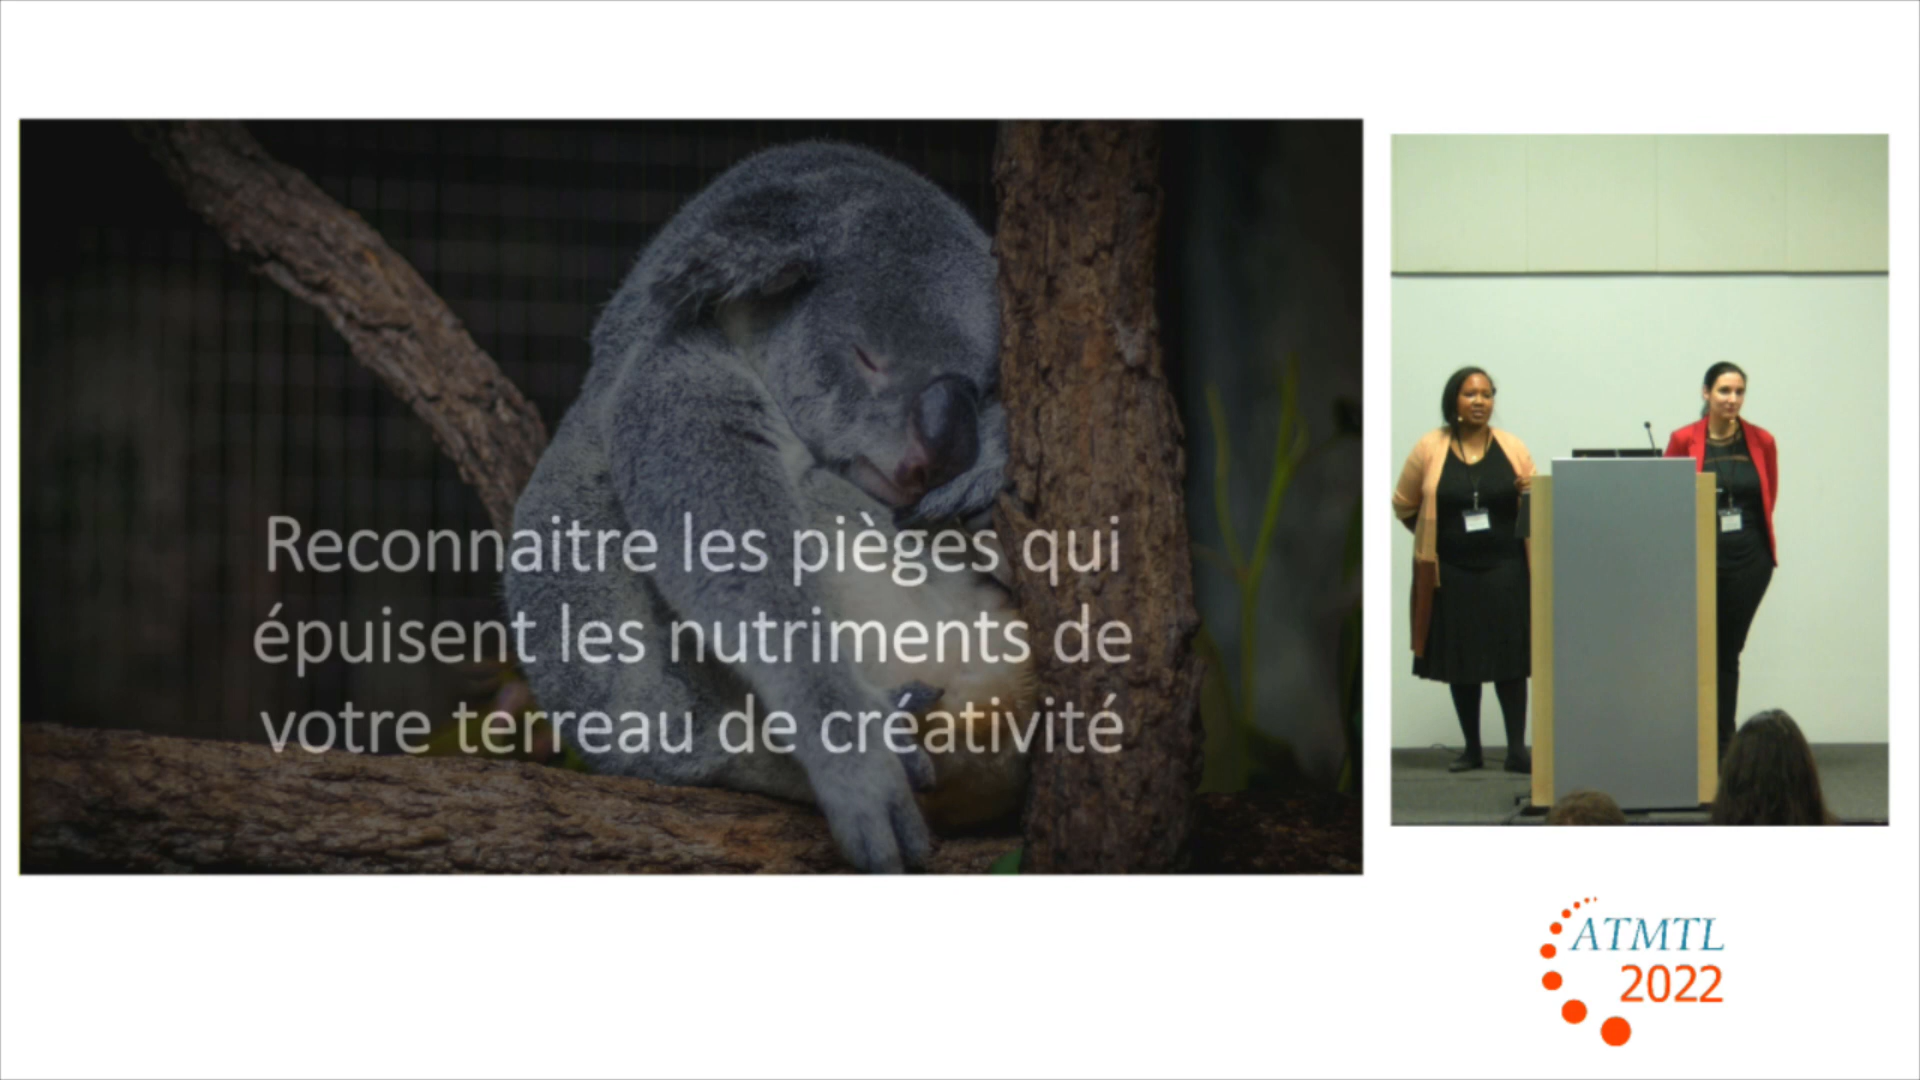 Reconnaitre les pièges qui
épuisent les nutriments de
votre terreau de créativité
ATMTL
2022